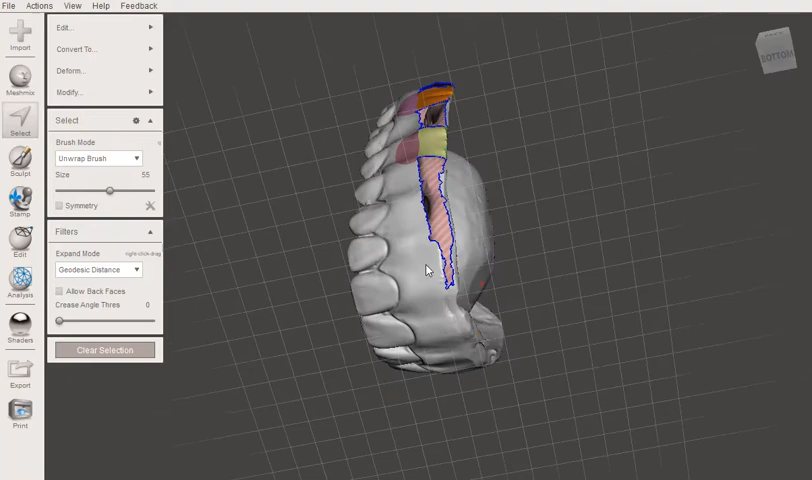 File Actions View Help Feedback
Import
Meshmix
Select
Sculpt
Stamp
Edit
Analysis
Shaders
Export
Print
Edit...
Convert To...
Deform...
Modify...
Select
Brush Mode
Unwrap Brush
Size 55
Symmetry
Filters
Expand Mode right-click-drag
Geodesic Distance
Allow Back Faces
Crease Angle Thres 0
Clear Selection
BOTTOM